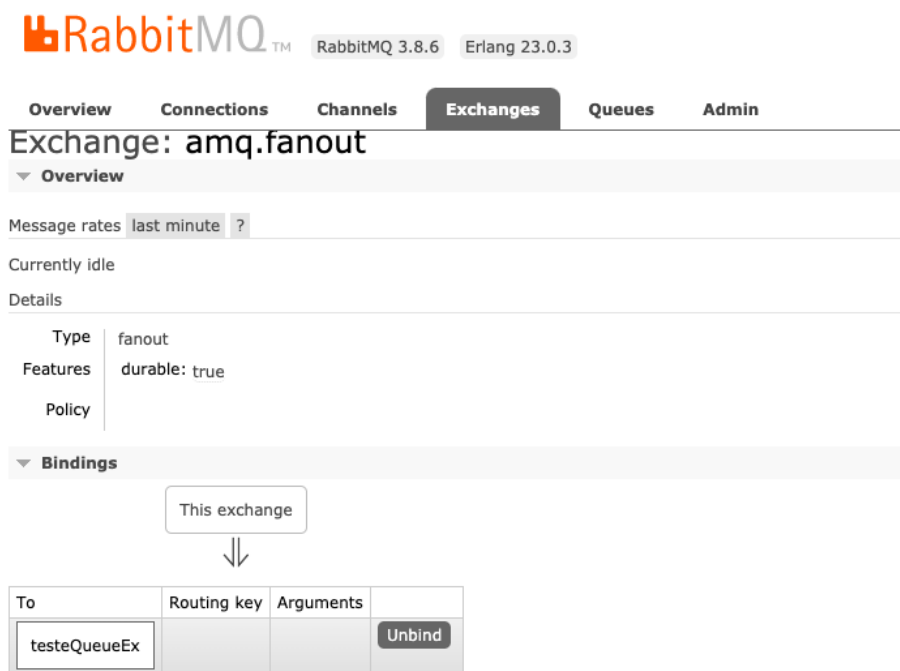 RabbitMQ TM RabbitMQ 3.8.6 Erlang 23.0.3
Overview Connections Channels Exchanges Queues Admin
Exchange: amq.fanout
Overview
Message rates last minute ?
Currently idle
Details
Type fanout
Features durable: true
Policy
Bindings
This exchange
To Routing key Arguments
testeQueueEx Unbind